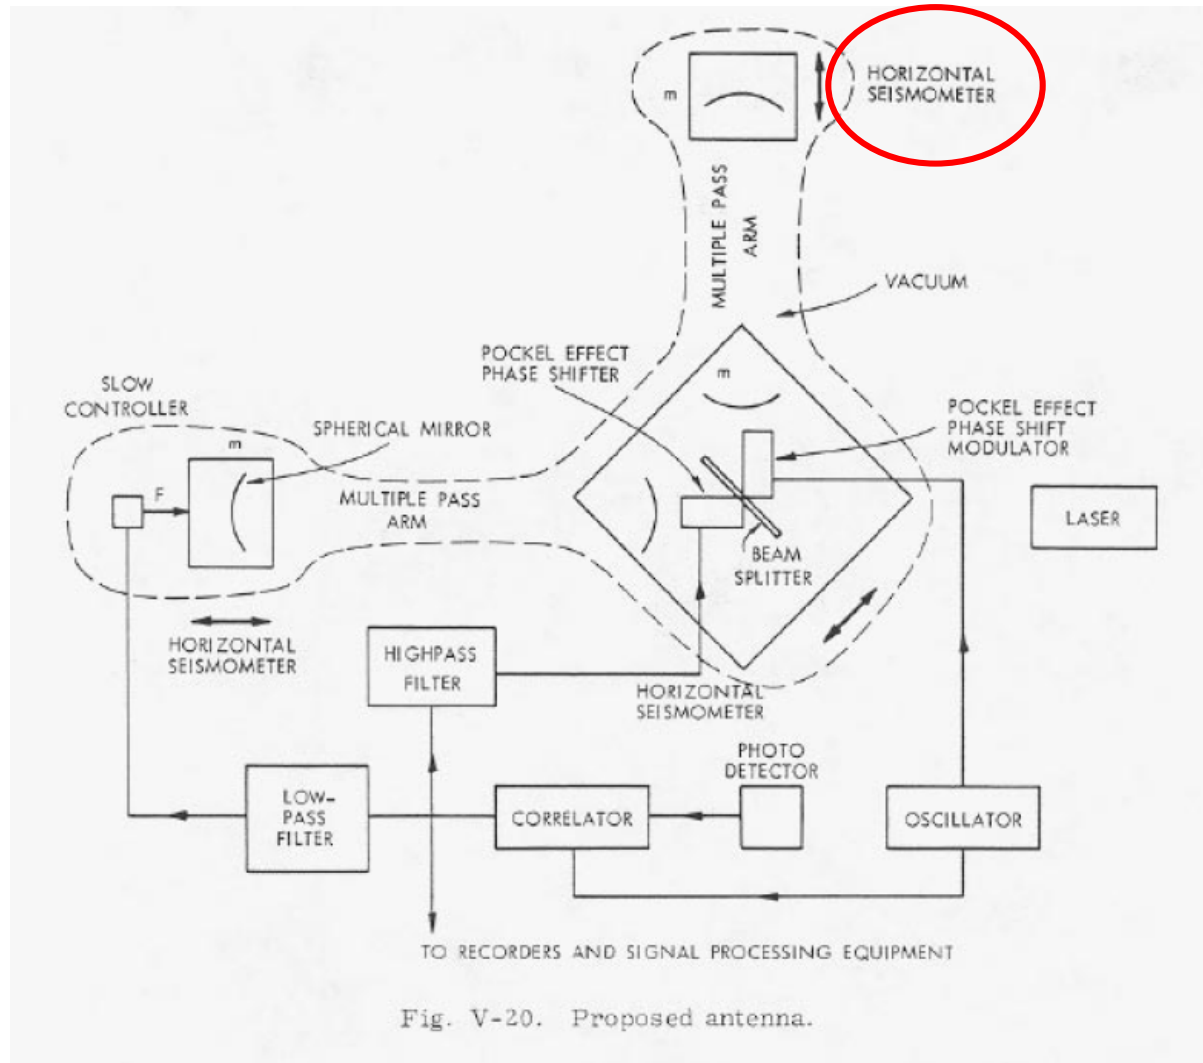 HORIZONTAL
SEISMOMETER
m
MULTIPLE PASS
ARM
VACUUM
POCKEL EFFECT
PHASE SHIFTER
m
SLOW
CONTROLLER
SPHERICAL MIRROR
m
POCKEL EFFECT
PHASE SHIFT
MODULATOR
F
MULTIPLE PASS
ARM
LASER
BEAM
SPLITTER
HORIZONTAL
SEISMOMETER
HIGHPASS
FILTER
HORIZONTAL
SEISMOMETER
PHOTO
DETECTOR
LOW-
PASS
FILTER
CORRELATOR
OSCILLATOR
TO RECORDERS AND SIGNAL PROCESSING EQUIPMENT
Fig. V-20. Proposed antenna.